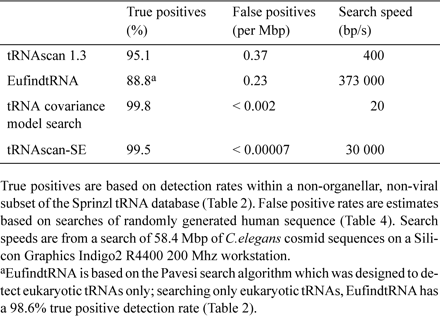 True positives False positives Search speed
(%) (per Mbp) (bp/s)
tRNAscan 1.3 95.1 0.37 400
EufindtRNA 88.8a 0.23 373 000
tRNA covariance 99.8 < 0.002 20
model search
tRNAscan-SE 99.5 < 0.00007 30 000
True positives are based on detection rates within a non-organellar, non-viral
subset of the Sprinzl tRNA database (Table 2). False positive rates are estimates
based on searches of randomly generated human sequence (Table 4). Search
speeds are from a search of 58.4 Mbp of C.elegans cosmid sequences on a Sili-
con Graphics Indigo2 R4400 200 Mhz workstation.
aEufindtRNA is based on the Pavesi search algorithm which was designed to de-
tect eukaryotic tRNAs only; searching only eukaryotic tRNAs, EufindtRNA has
a 98.6% true positive detection rate (Table 2).